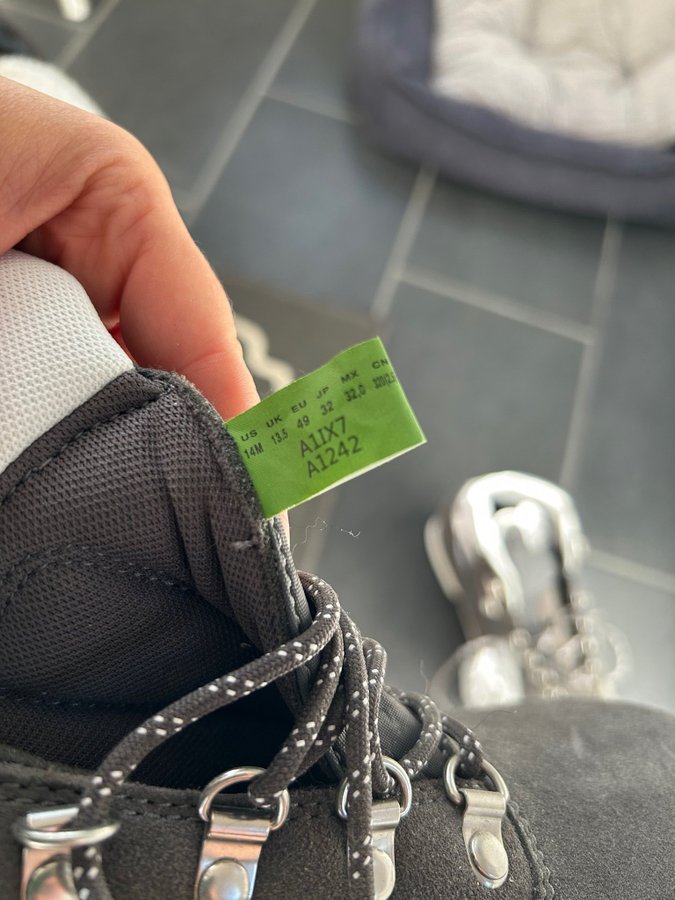 US UK EU JP MX CN
14M 13.5 49 32 32.0
A1IX7
A1242